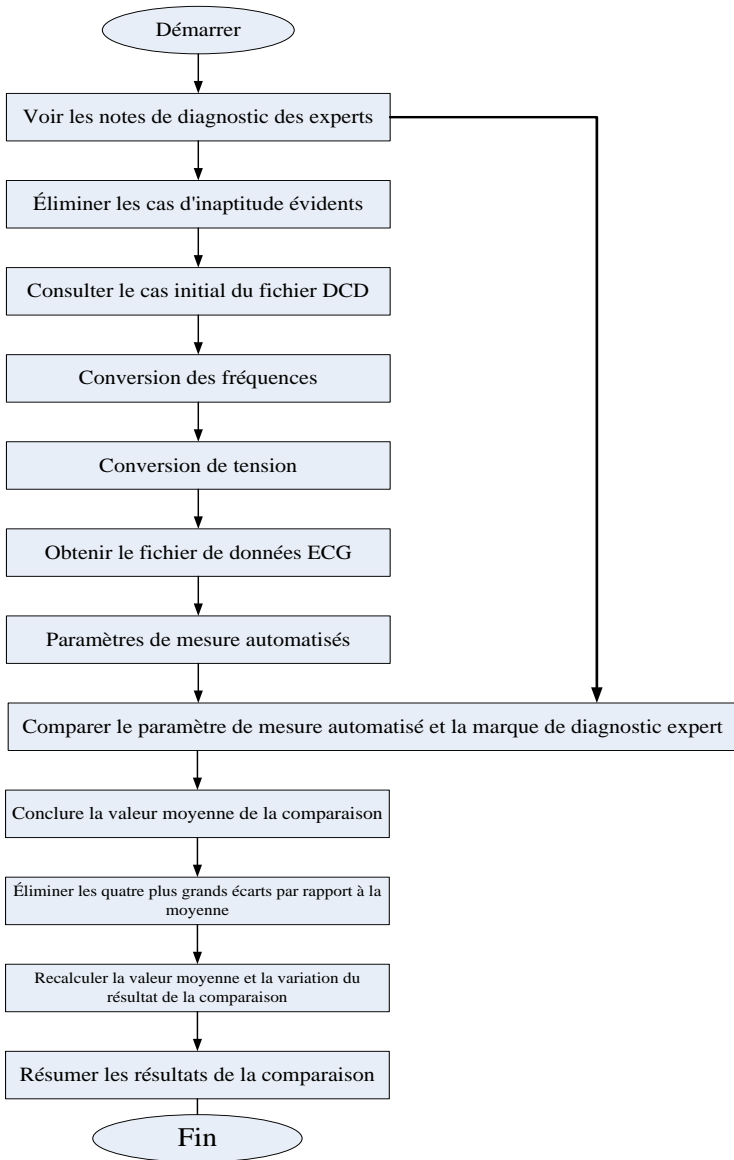 Démarrer
Voir les notes de diagnostic des experts
Éliminer les cas d'inaptitude évidents
Consulter le cas initial du fichier DCD
Conversion des fréquences
Conversion de tension
Obtenir le fichier de données ECG
Paramètres de mesure automatisés
Comparer le paramètre de mesure automatisé et la marque de diagnostic expert
Conclure la valeur moyenne de la comparaison
Éliminer les quatre plus grands écarts par rapport à la
moyenne
Recalculer la valeur moyenne et la variation du
résultat de la comparaison
Résumer les résultats de la comparaison
Fin